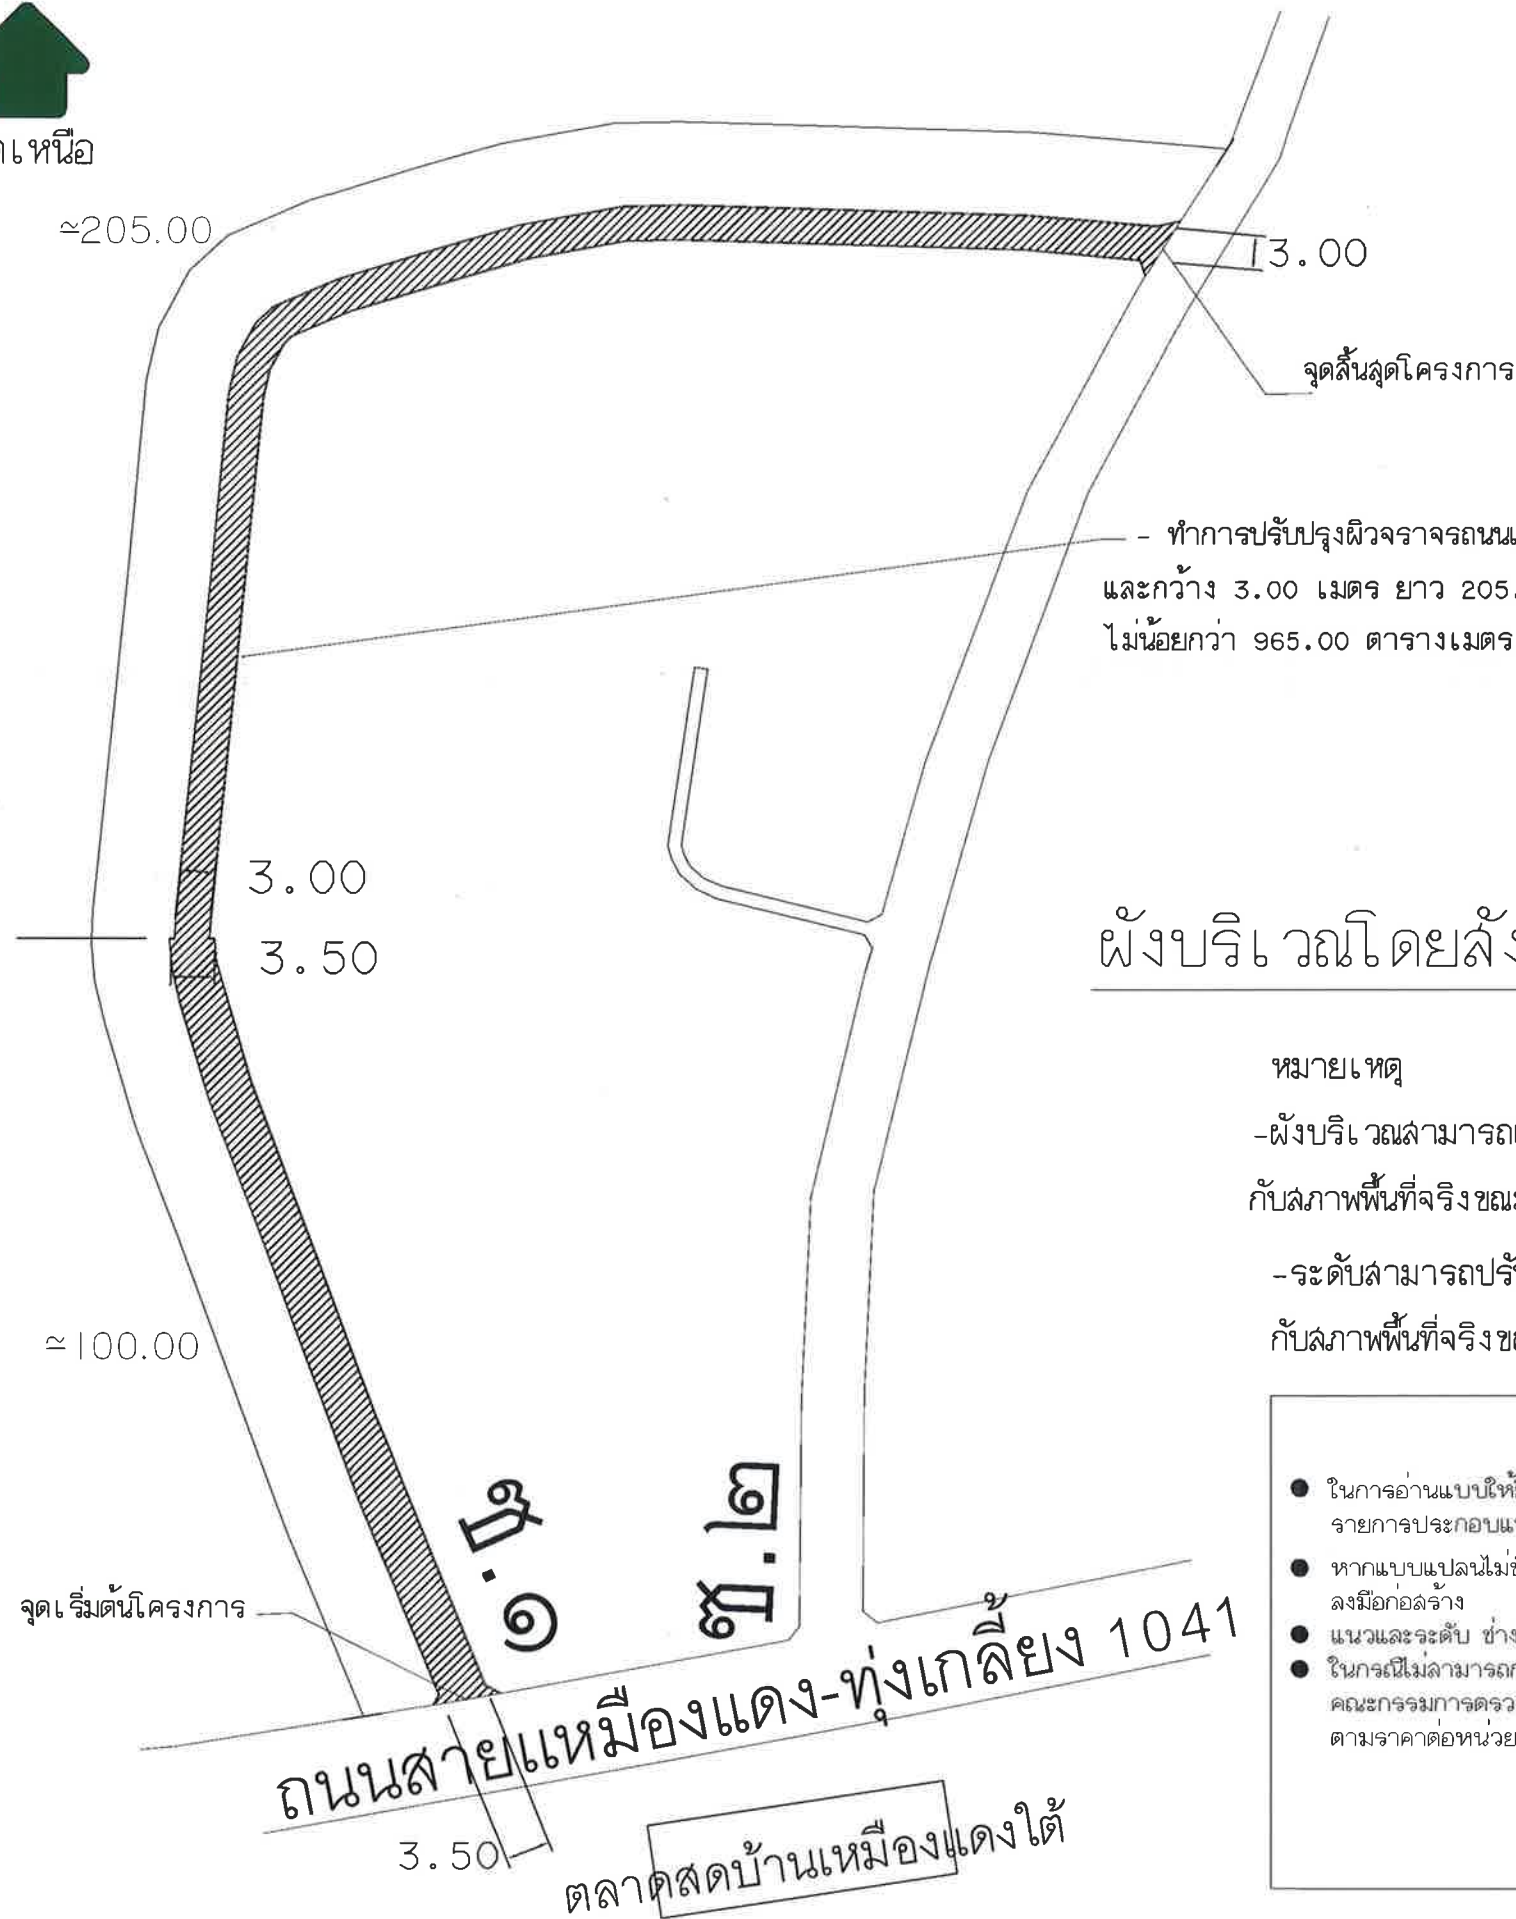 าเหนือ
≃205.00
3.00
จุดสิ้นสุดโครงการ
- ทำการปรับปรุงผิวจราจรถนน
และกว้าง 3.00 เมตร ยาว 205.
ไม่น้อยกว่า 965.00 ตารางเมตร
3.00
3.50
ผังบริเวณโดยสัง
หมายเหตุ
-ผังบริเวณสามารถ
กับสภาพพื้นที่จริงขณะ
-ระดับสามารถปรับ
กับสภาพพื้นที่จริงขณ
≃100.00
ซ.๑
ซ.๒
ในการอ่านแบบให้
รายการประกอบแบ
หากแบบแปลนไม่ชั
ลงมือก่อสร้าง
แนวและระดับ ช่าง
ในกรณีไม่สามารถก
คณะกรรมการตรว
ตามราคาต่อหน่วย
จุดเริ่มต้นโครงการ
ถนนสายเหมืองแดง-ทุ่งเกลี้ยง 1041
3.50
ตลาดสดบ้านเหมืองแดงใต้